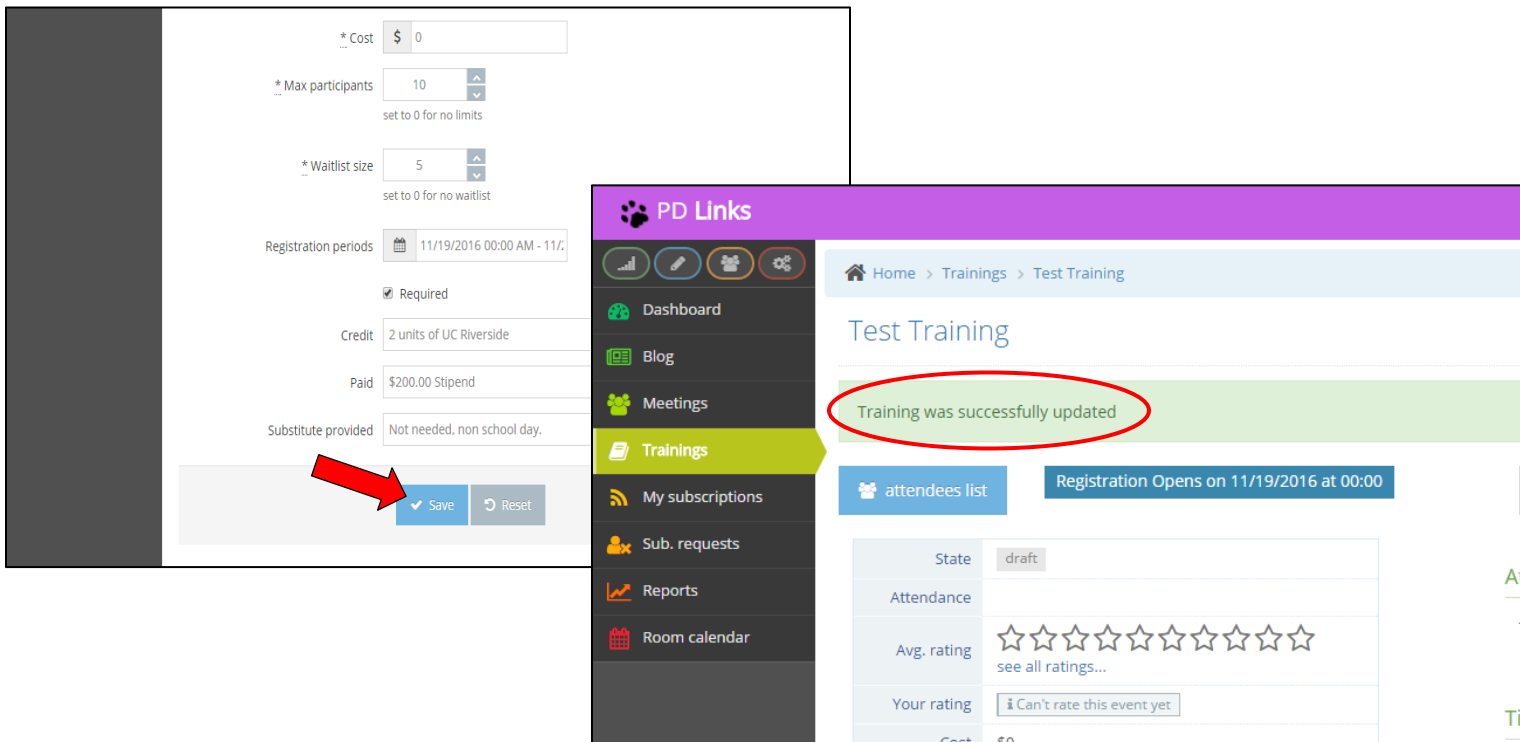 * Cost $ 0
* Max participants 10
set to 0 for no limits
* Waitlist size 5
set to 0 for no waitlist
Registration periods 11/19/2016 00:00 AM - 11/
Required
Credit 2 units of UC Riverside
Paid $200.00 Stipend
Substitute provided Not needed, non school day.
Save Reset
PD Links
Home > Trainings > Test Training
Dashboard
Blog
Meetings
Trainings
My subscriptions
Sub. requests
Reports
Room calendar
Test Training
Training was successfully updated
attendees list Registration Opens on 11/19/2016 at 00:00
State draft
Attendance
Avg. rating
see all ratings...
Your rating i Can't rate this event yet
Cost $0